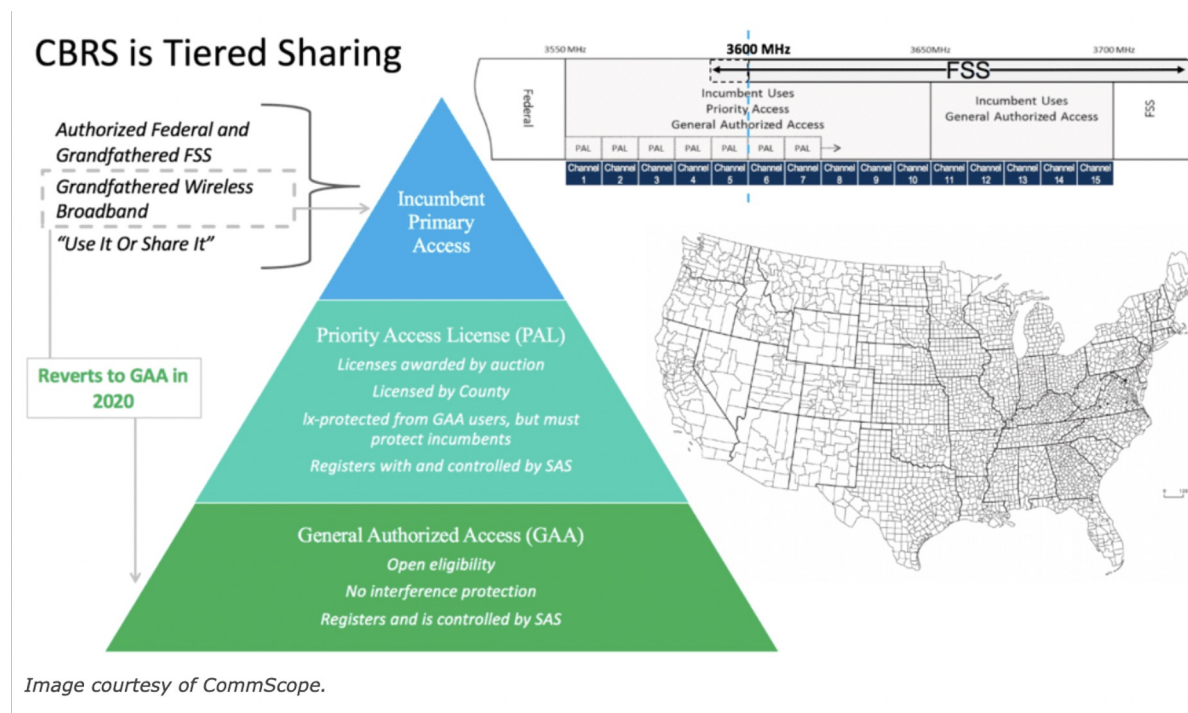 CBRS is Tiered Sharing
Authorized Federal and
Grandfathered FSS
Grandfathered Wireless
Broadband
“Use It Or Share It”
Reverts to GAA in
2020
Incumbent
Primary
Access
Priority Access License (PAL)
Licenses awarded by auction
Licensed by County
Ix-protected from GAA users, but must
protect incumbents
Registers with and controlled by SAS
General Authorized Access (GAA)
Open eligibility
No interference protection
Registers and is controlled by SAS
3550 MHz 3600 MHz 3650MHz 3700 MHz
Federal
FSS
Incumbent Uses
Priority Access
General Authorized Access
Incumbent Uses
General Authorized Access
FSS
PAL PAL PAL PAL PAL PAL PAL
Channel Channel Channel Channel Channel Channel Channel Channel Channel Channel Channel Channel Channel Channel Channel
1 2 3 4 5 6 7 8 9 10 11 12 13 14 15
Image courtesy of CommScope.